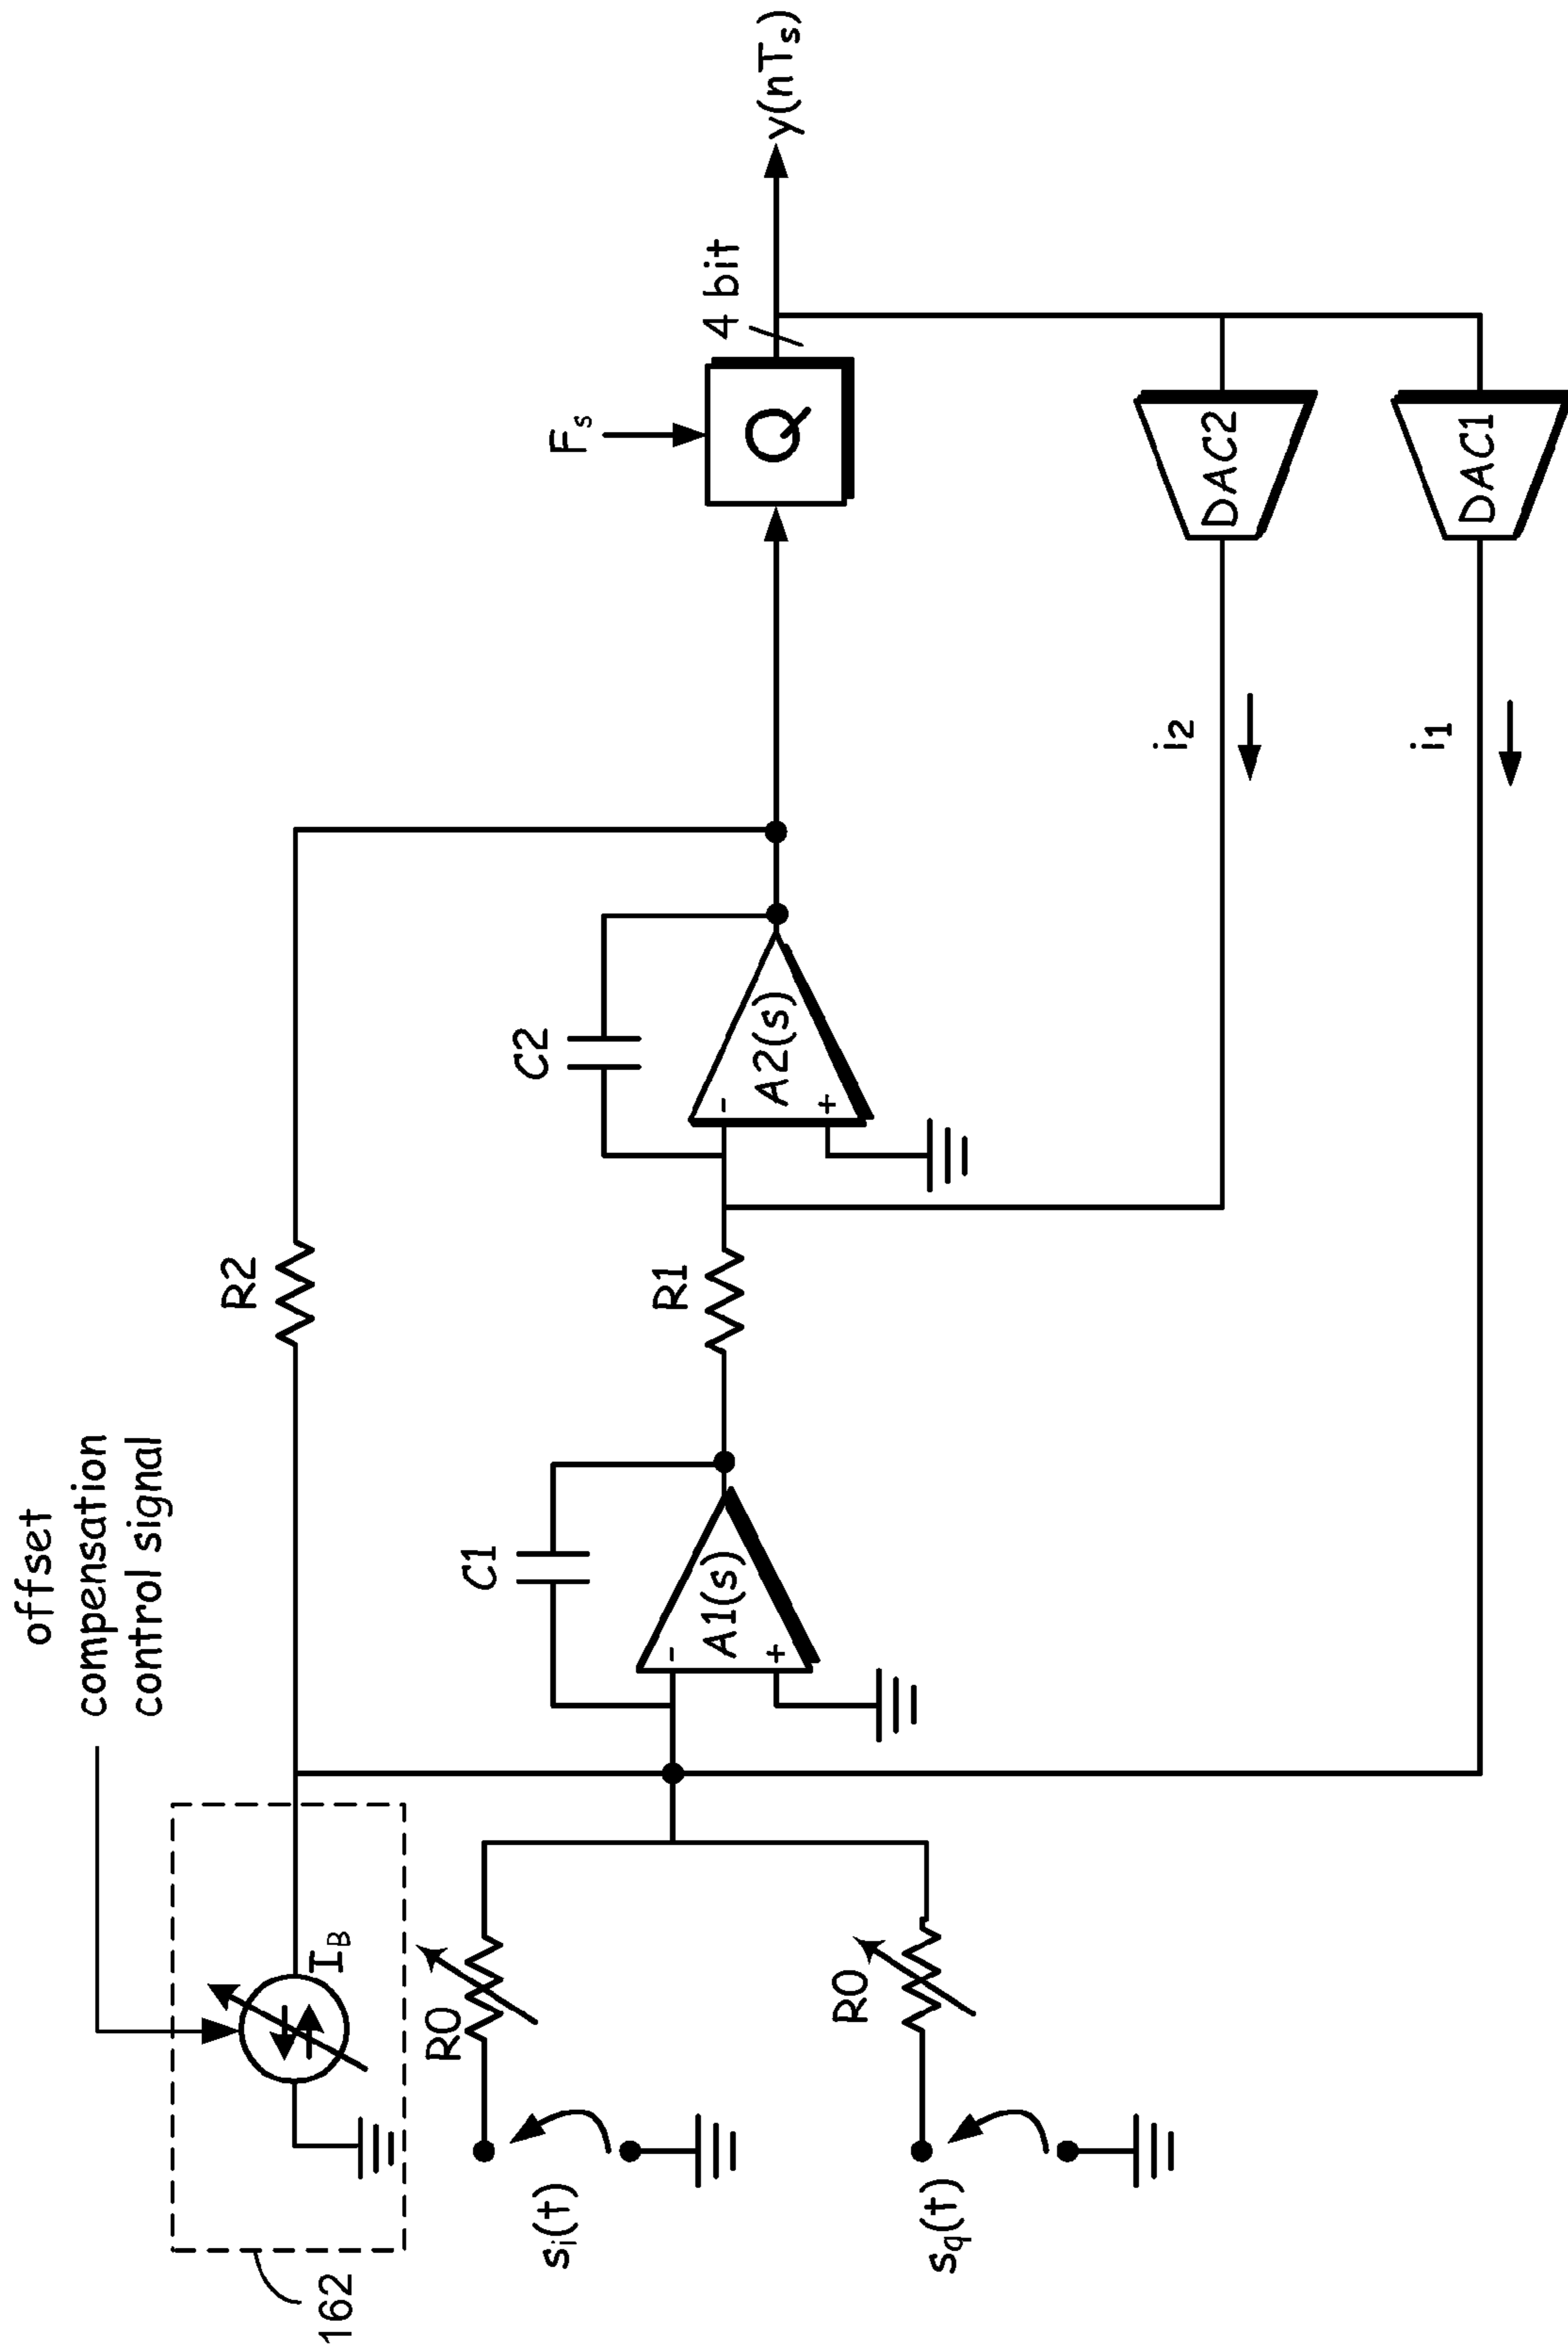 offset
compensation
control signal
162
I_B
R2
R0
s_i(t)
C1
A1(s)
-
+
R1
C2
A2(s)
-
+
F_s
Q
4 bit
y(nT_s)
R0
s_q(t)
i_2
DAC2
i_1
DAC1